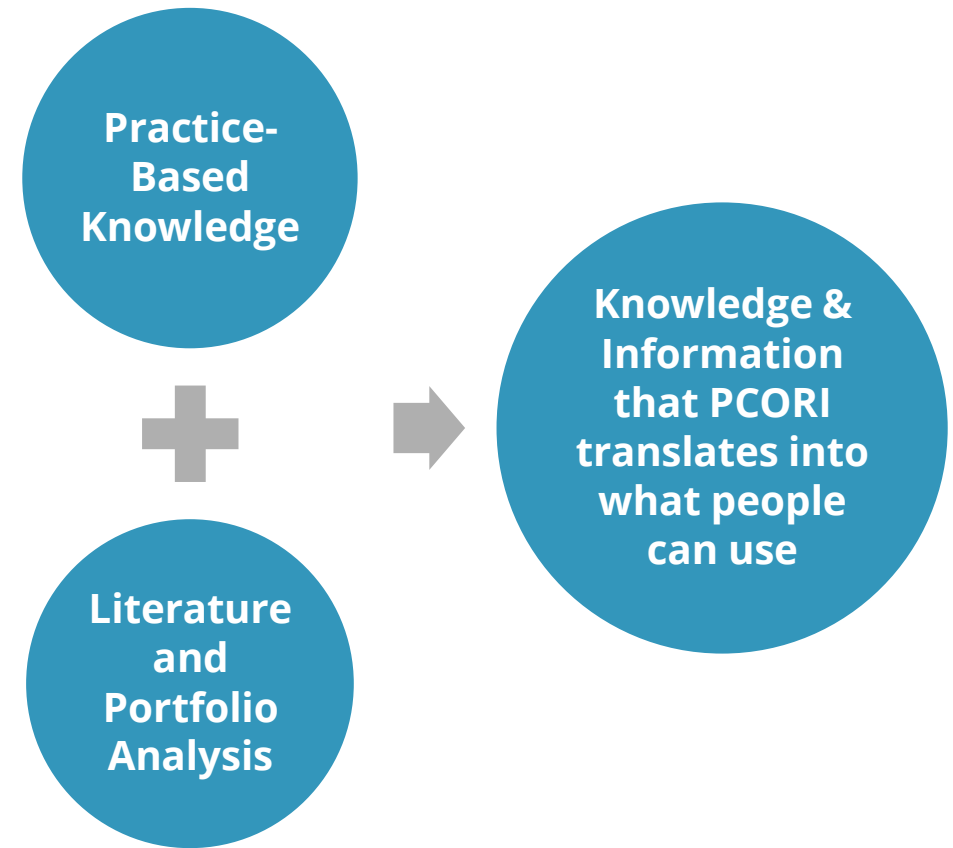 Practice-
Based
Knowledge
Literature
and
Portfolio
Analysis
Knowledge &
Information
that PCORI
translates into
what people
can use